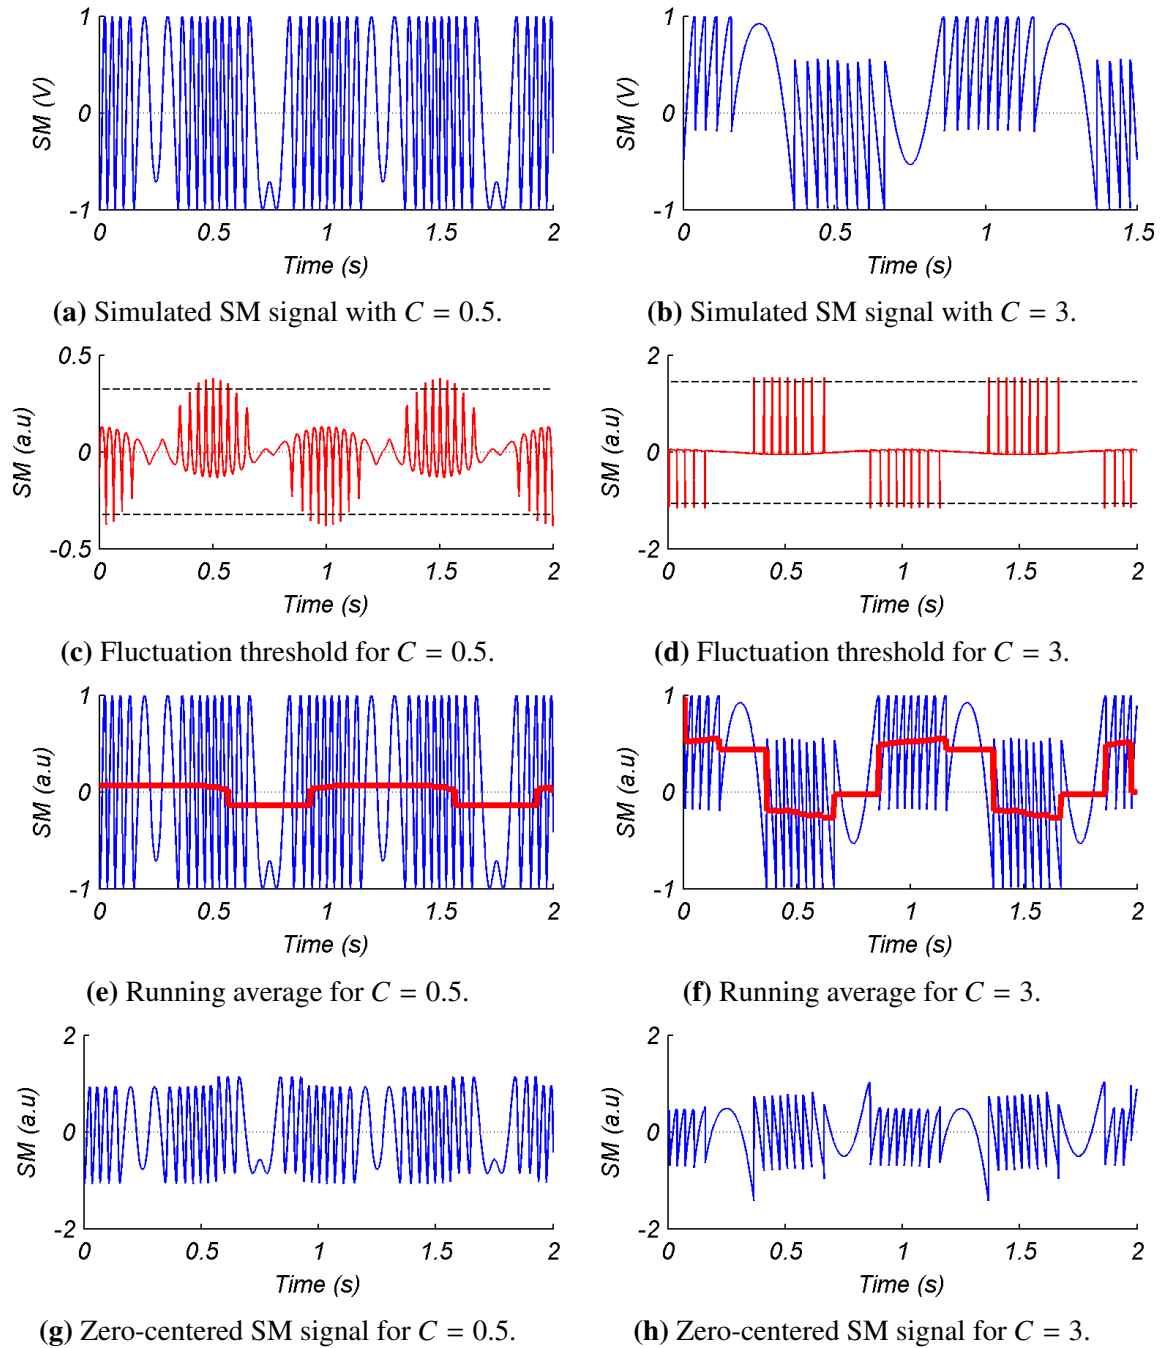 1
0
-1
SM (V)
0 0.5 1 1.5 2
Time (s)
(a) Simulated SM signal with C = 0.5.
1
0
-1
SM (V)
0 0.5 1 1.5
Time (s)
(b) Simulated SM signal with C = 3.
0.5
0
-0.5
SM (a.u)
0 0.5 1 1.5 2
Time (s)
(c) Fluctuation threshold for C = 0.5.
2
0
-2
SM (a.u)
0 0.5 1 1.5 2
Time (s)
(d) Fluctuation threshold for C = 3.
1
0
-1
SM (a.u)
0 0.5 1 1.5 2
Time (s)
(e) Running average for C = 0.5.
1
0
-1
SM (a.u)
0 0.5 1 1.5 2
Time (s)
(f) Running average for C = 3.
2
0
-2
SM (a.u)
0 0.5 1 1.5 2
Time (s)
(g) Zero-centered SM signal for C = 0.5.
2
0
-2
SM (a.u)
0 0.5 1 1.5 2
Time (s)
(h) Zero-centered SM signal for C = 3.